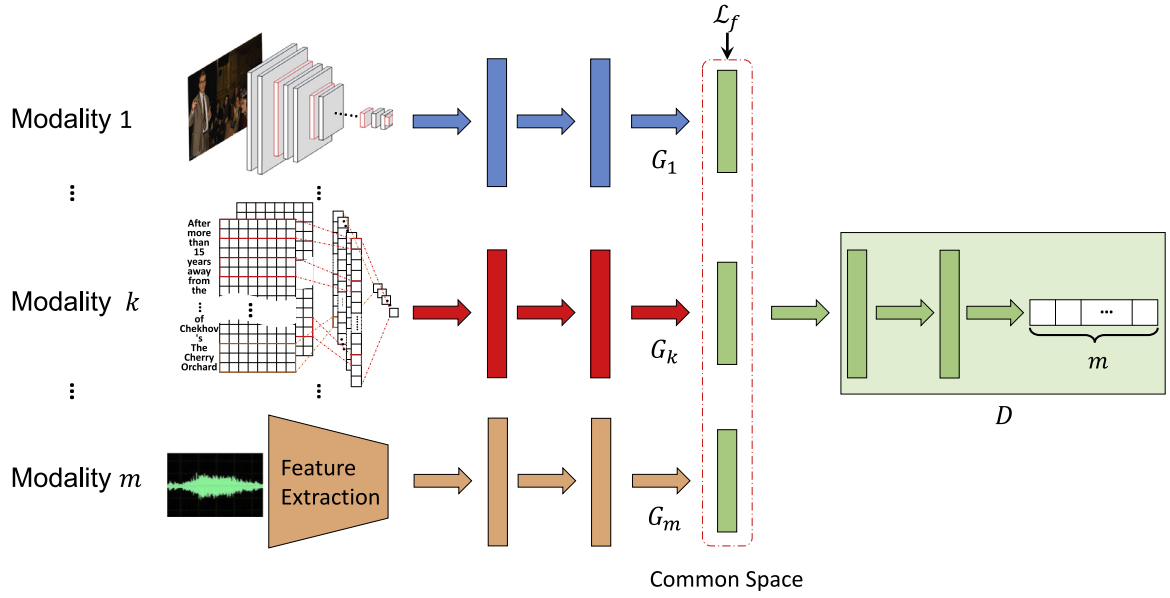 ℒ_f
Modality 1
G_1
⋮
⋮
After
more
than
15
years
away
from
the
⋮
⋮
of
Chekhov
's
The
Cherry
Orchard
Modality k
G_k
...
m
D
⋮
⋮
Modality m
Feature
Extraction
G_m
Common Space